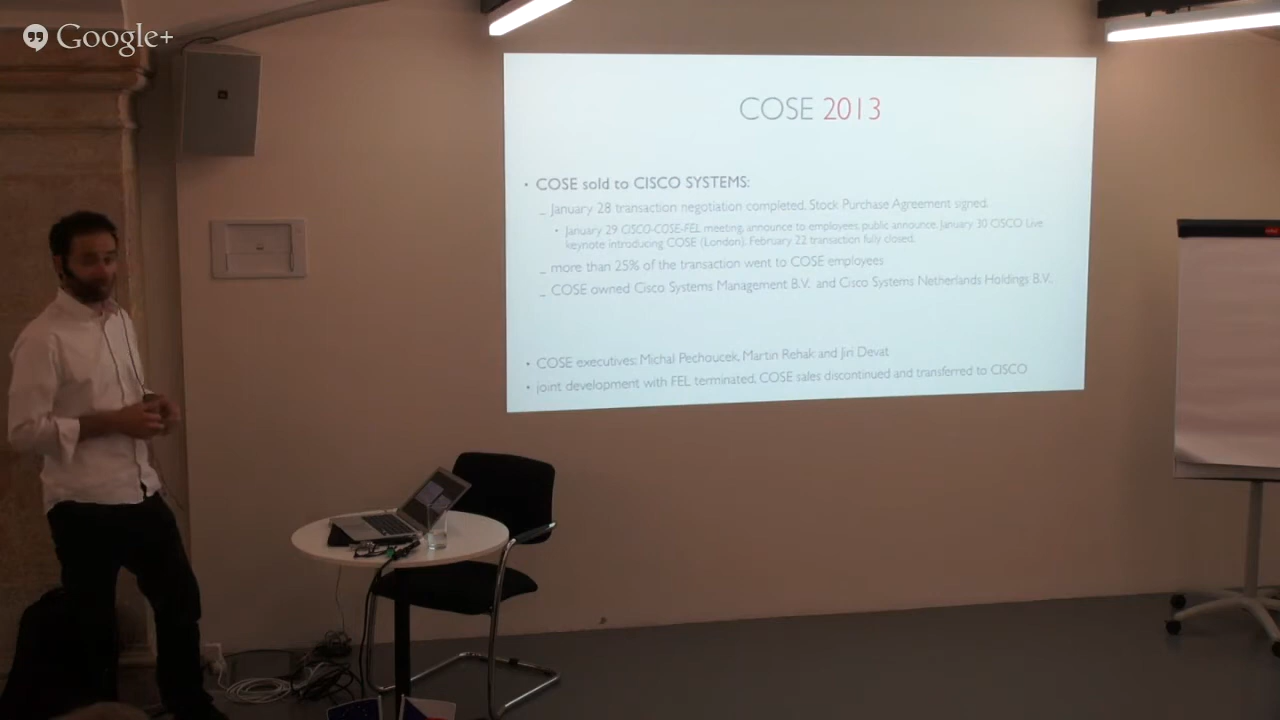 Google+
COSE 2013
• COSE sold to CISCO SYSTEMS:
– January 28 transaction negotiation completed, Stock Purchase Agreement signed.
• January 29 CISCO-COSE-FEL meeting, announce to employees, public announce, January 30 CISCO Live
keynote introducing COSE (London). February 22 transaction fully closed.
– more than 25% of the transaction went to COSE employees
– COSE owned Cisco Systems Management B.V. and Cisco Systems Netherlands Holdings B.V.
• COSE executives: Michal Pechoucek, Martin Rehak and Jiri Devat
• joint development with FEL terminated, COSE sales discontinued and transferred to CISCO